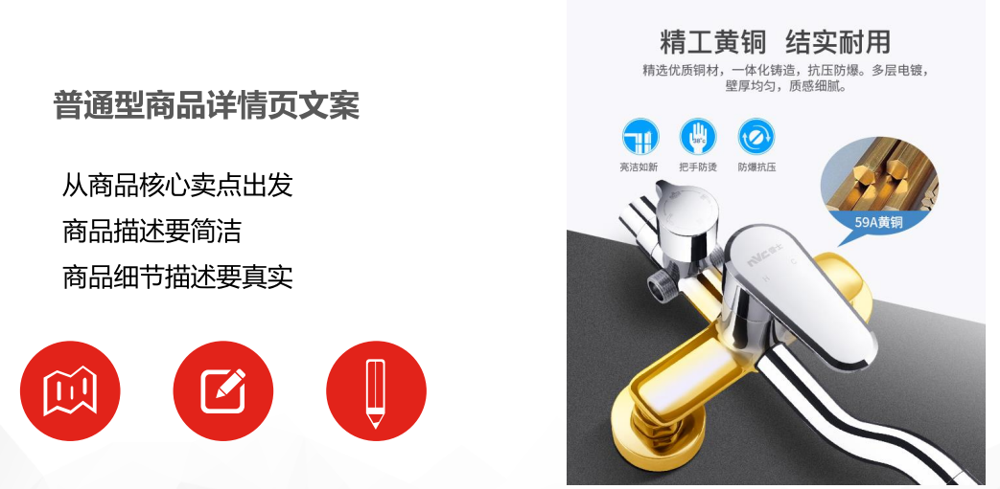 普通型商品详情页文案
从商品核心卖点出发
商品描述要简洁
商品细节描述要真实
精工黄铜 结实耐用
精选优质铜材，一体化铸造，抗压防爆。多层电镀，
壁厚均匀，质感细腻。
38°c
亮洁如新 把手防烫 防爆抗压
59A黄铜
nvc
H C